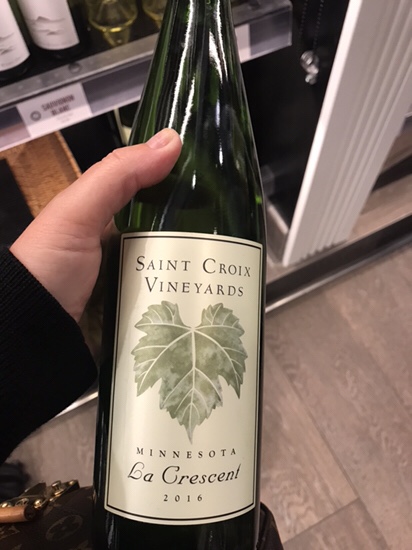 SAUVIGNON
BLANC
SAINT CROIX
VINEYARDS
MINNESOTA
La Crescent
2016